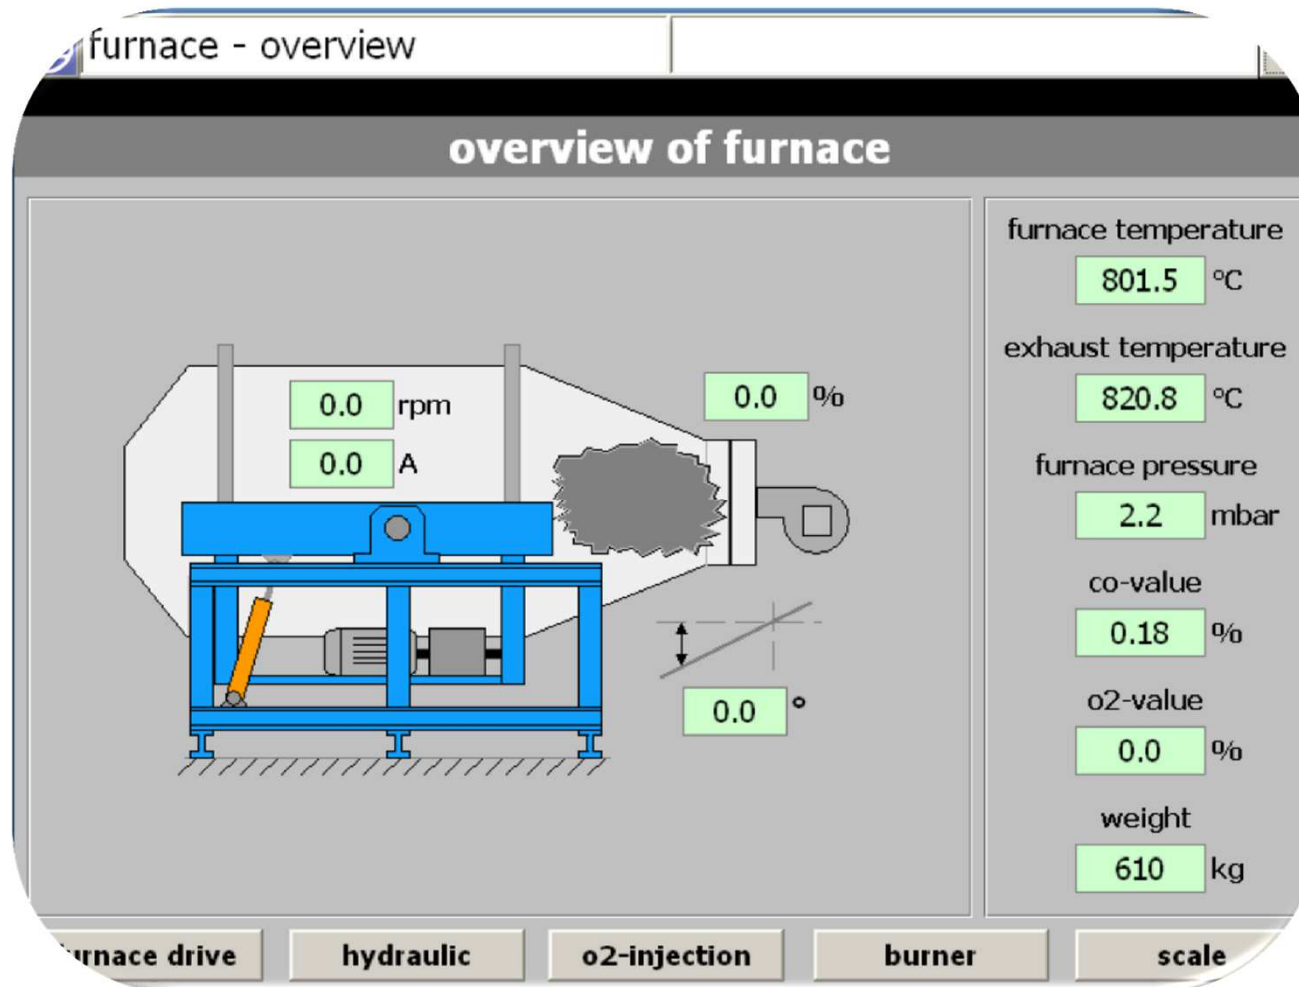 furnace - overview
overview of furnace
furnace temperature
801.5 °C
exhaust temperature
820.8 °C
furnace pressure
2.2 mbar
co-value
0.18 %
o2-value
0.0 %
weight
610 kg
0.0 rpm
0.0 A
0.0 %
0.0 °
furnace drive
hydraulic
o2-injection
burner
scale